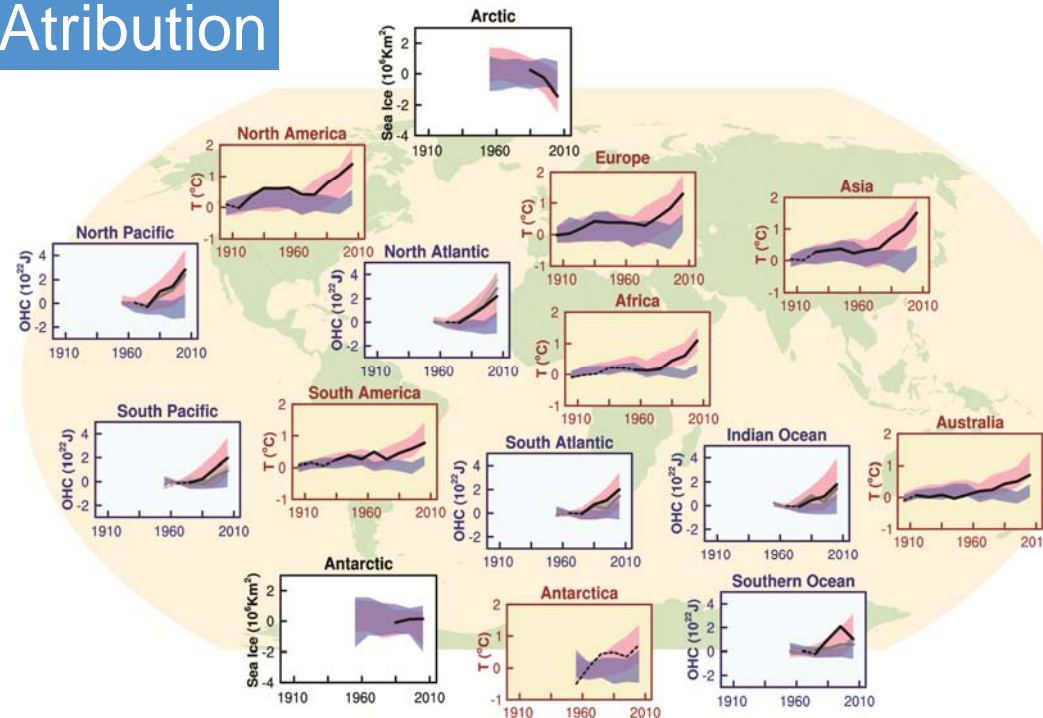 Atribution
Arctic
Sea Ice (10⁶Km²)
2
0
-2
-4
1910 1960 2010
North America
T (°C)
2
1
0
-1
1910 1960 2010
Europe
T (°C)
2
1
0
-1
1910 1960 2010
Asia
T (°C)
2
1
0
-1
1910 1960 2010
North Pacific
OHC (10²²J)
4
2
0
-2
1910 1960 2010
North Atlantic
OHC (10²²J)
4
2
0
-2
1910 1960 2010
Africa
T (°C)
2
1
0
-1
1910 1960 2010
South Pacific
OHC (10²²J)
4
2
0
-2
1910 1960 2010
South America
T (°C)
2
1
0
-1
1910 1960 2010
South Atlantic
OHC (10²²J)
4
2
0
-2
1910 1960 2010
Indian Ocean
OHC (10²²J)
4
2
0
-2
1910 1960 2010
Australia
T (°C)
2
1
0
-1
1910 1960 2010
Antarctic
Sea Ice (10⁶Km²)
2
0
-2
-4
1910 1960 2010
Antarctica
T (°C)
2
1
0
-1
1910 1960 2010
Southern Ocean
OHC (10²²J)
4
2
0
-2
1910 1960 2010